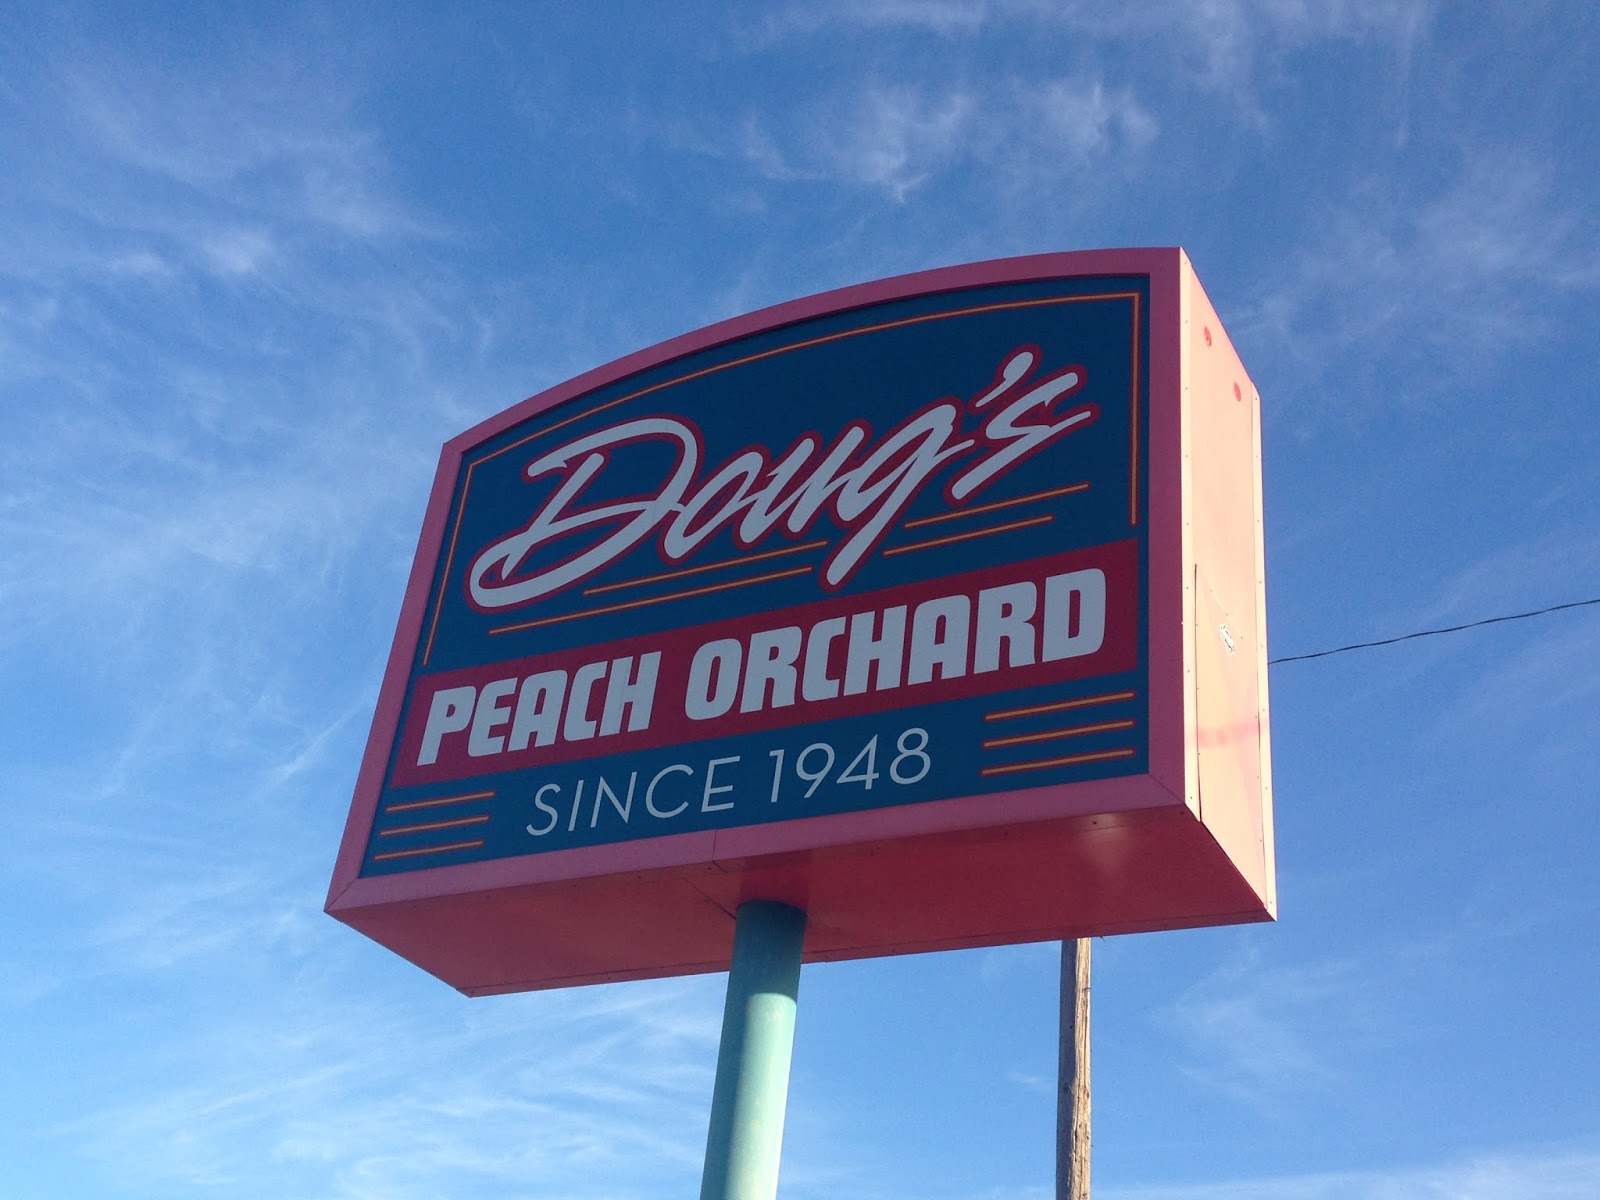 Doug's
PEACH ORCHARD
SINCE 1948